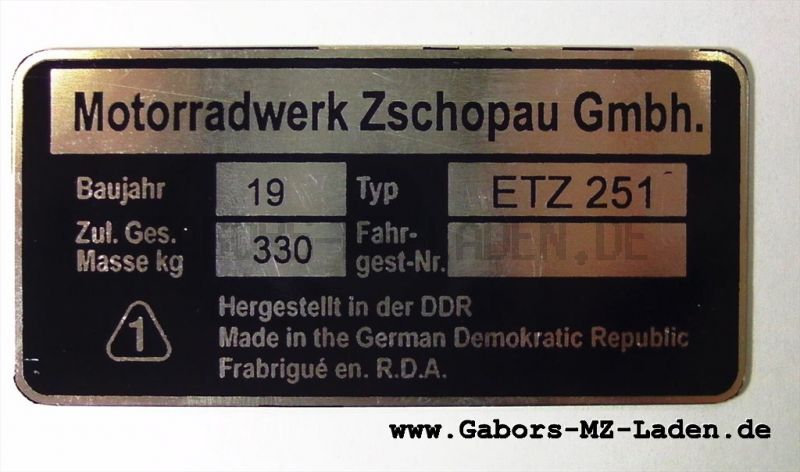 Motorradwerk Zschopau Gmbh.
Baujahr 19 Typ ETZ 251
Zul. Ges. Masse kg 330 Fahr-gest-Nr.
1
Hergestellt in der DDR
Made in the German Demokratic Republic
Frabrigué en. R.D.A.
www.Gabors-MZ-Laden.de